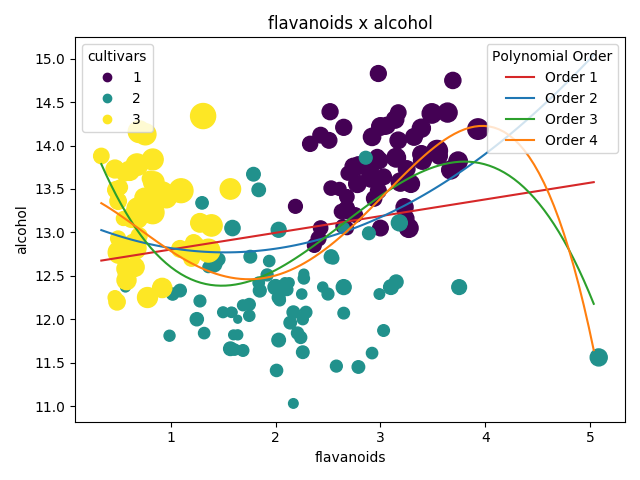 flavanoids x alcohol
cultivars
1
2
3
Polynomial Order
Order 1
Order 2
Order 3
Order 4
alcohol
15.0
14.5
14.0
13.5
13.0
12.5
12.0
11.5
11.0
1
2
3
4
5
flavanoids